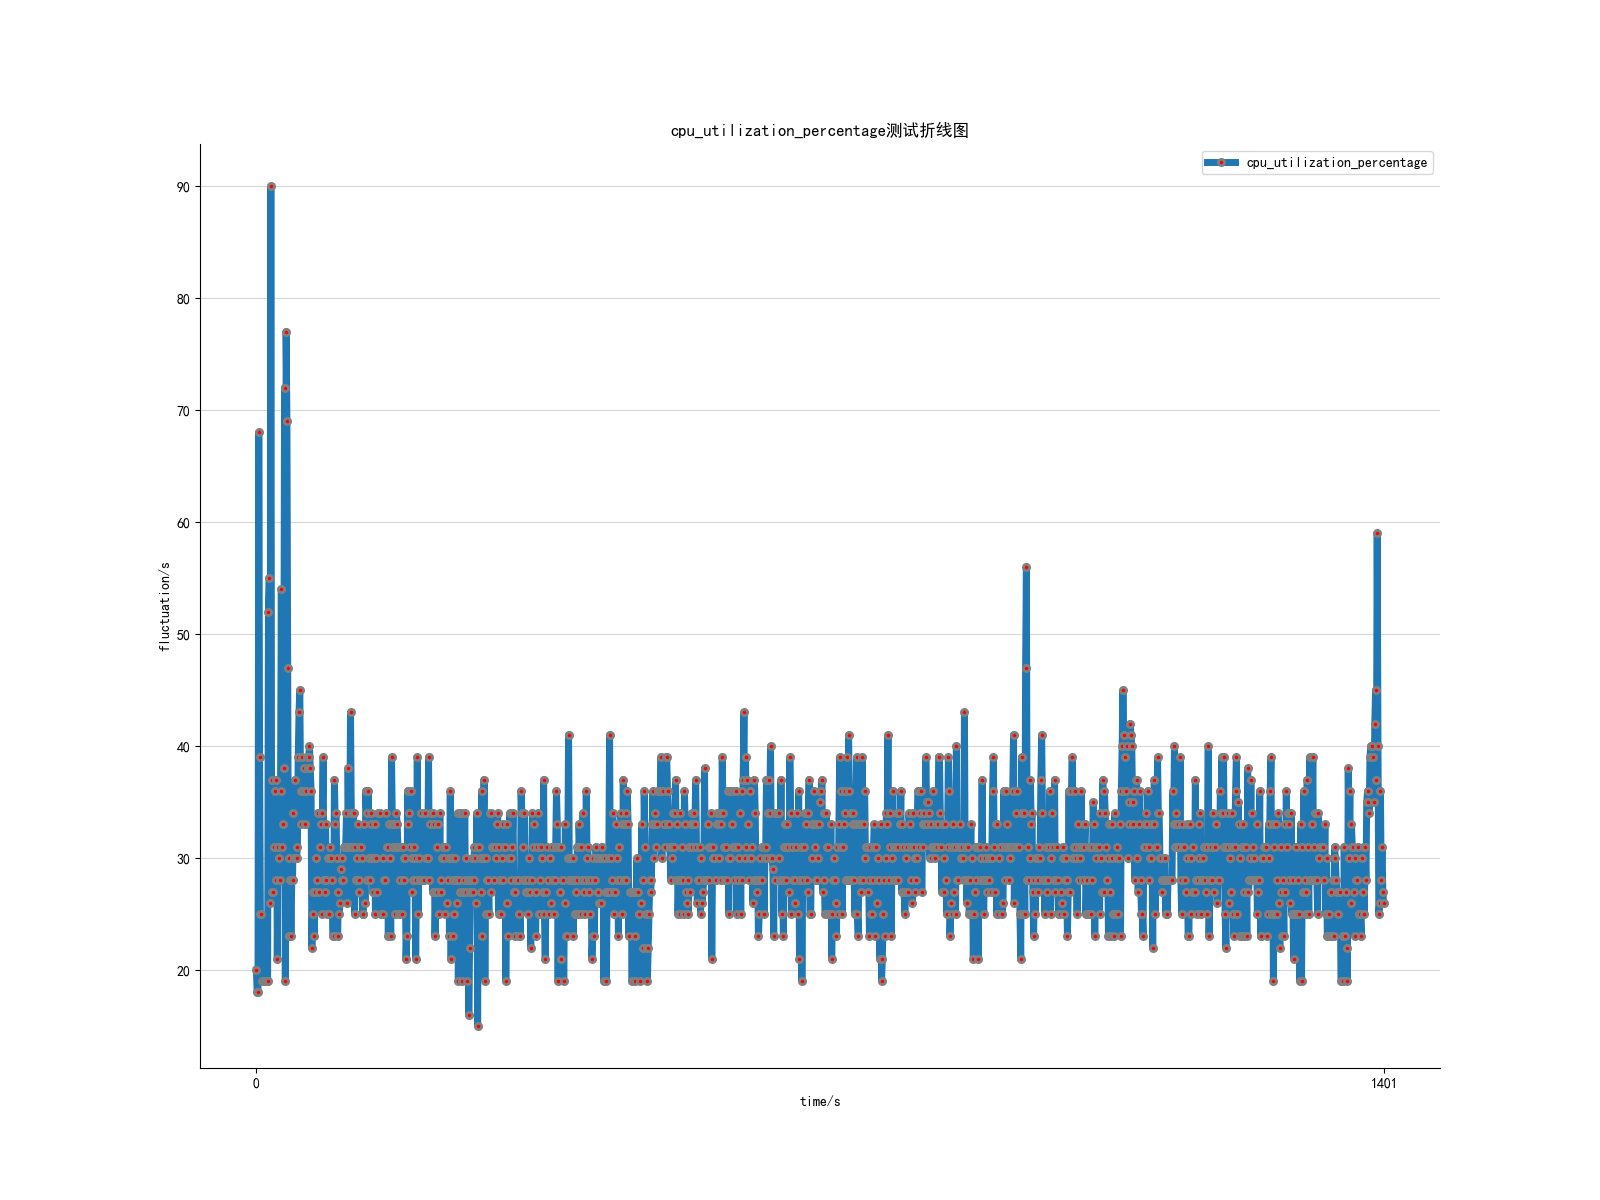 cpu_utilization_percentage测试折线图
cpu_utilization_percentage
90
80
70
60
50
40
30
20
fluctuation/s
0
1401
time/s